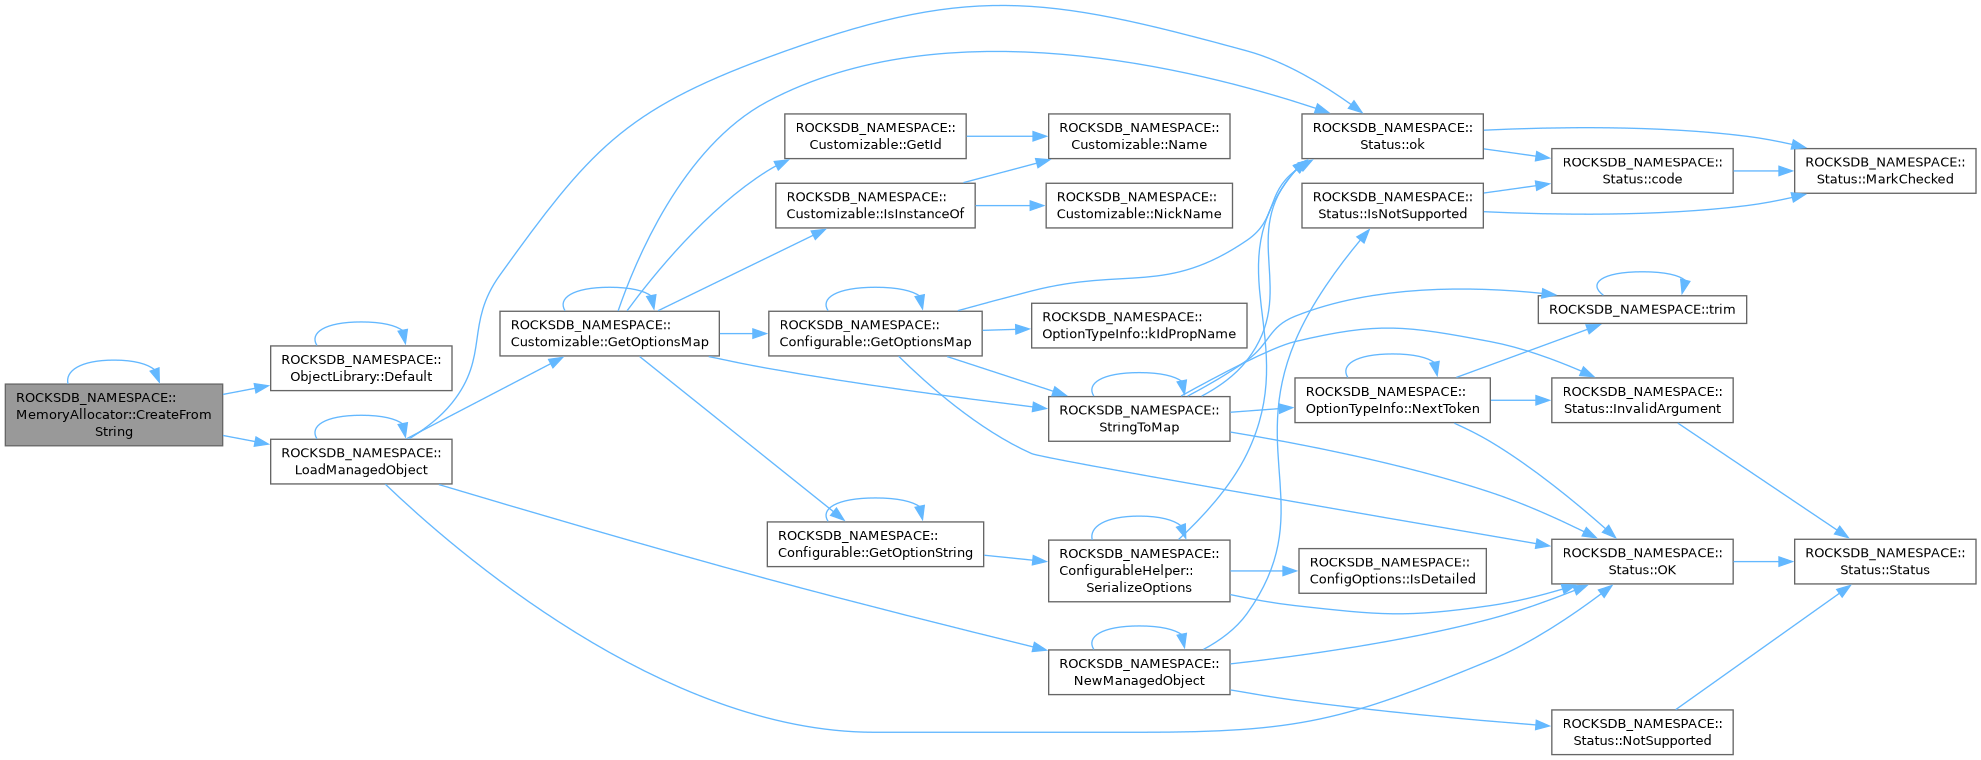 ROCKSDB_NAMESPACE::
MemoryAllocator::CreateFrom
String
ROCKSDB_NAMESPACE::
ObjectLibrary::Default
ROCKSDB_NAMESPACE::
LoadManagedObject
ROCKSDB_NAMESPACE::
Customizable::GetOptionsMap
ROCKSDB_NAMESPACE::
Customizable::GetId
ROCKSDB_NAMESPACE::
Customizable::IsInstanceOf
ROCKSDB_NAMESPACE::
Configurable::GetOptionsMap
ROCKSDB_NAMESPACE::
Configurable::GetOptionString
ROCKSDB_NAMESPACE::
Customizable::Name
ROCKSDB_NAMESPACE::
Customizable::NickName
ROCKSDB_NAMESPACE::
OptionTypeInfo::kIdPropName
ROCKSDB_NAMESPACE::
StringToMap
ROCKSDB_NAMESPACE::
ConfigurableHelper::
SerializeOptions
ROCKSDB_NAMESPACE::
NewManagedObject
ROCKSDB_NAMESPACE::
Status::ok
ROCKSDB_NAMESPACE::
Status::IsNotSupported
ROCKSDB_NAMESPACE::
OptionTypeInfo::NextToken
ROCKSDB_NAMESPACE::
ConfigOptions::IsDetailed
ROCKSDB_NAMESPACE::
Status::code
ROCKSDB_NAMESPACE::trim
ROCKSDB_NAMESPACE::
Status::InvalidArgument
ROCKSDB_NAMESPACE::
Status::OK
ROCKSDB_NAMESPACE::
Status::NotSupported
ROCKSDB_NAMESPACE::
Status::MarkChecked
ROCKSDB_NAMESPACE::
Status::Status